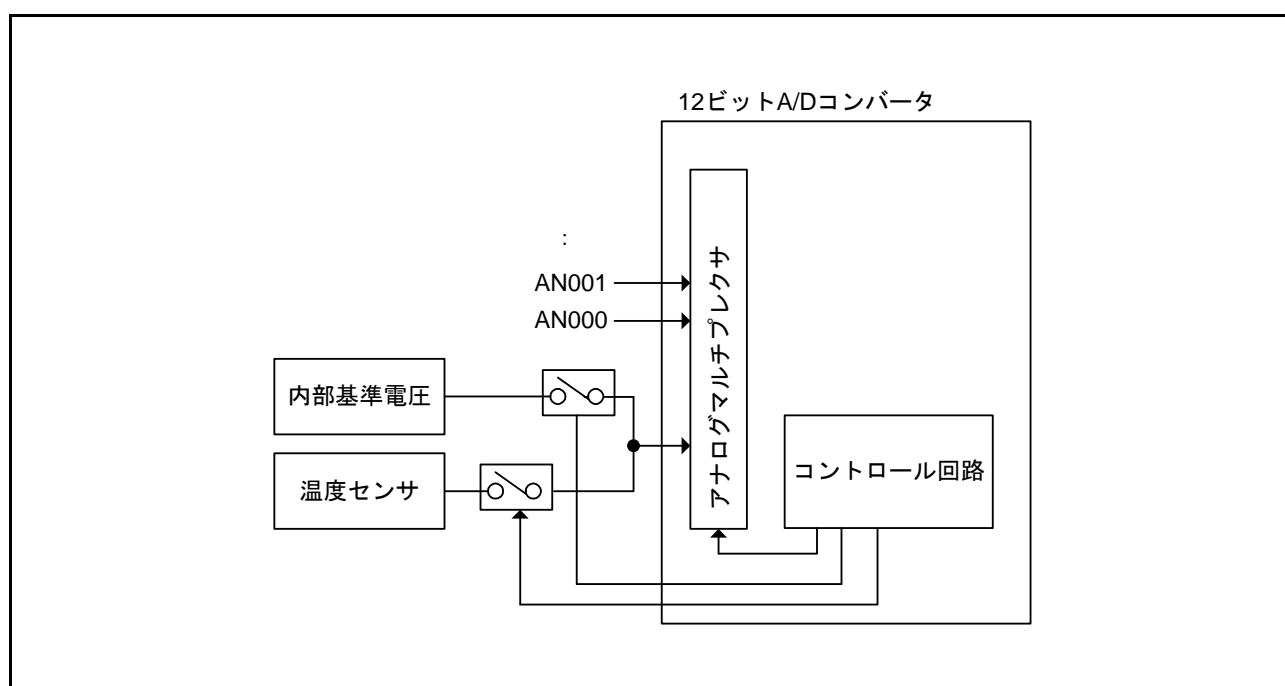 12ビットA/Dコンバータ
:
AN001
AN000
アナログマルチプレクサ
内部基準電圧
温度センサ
コントロール回路